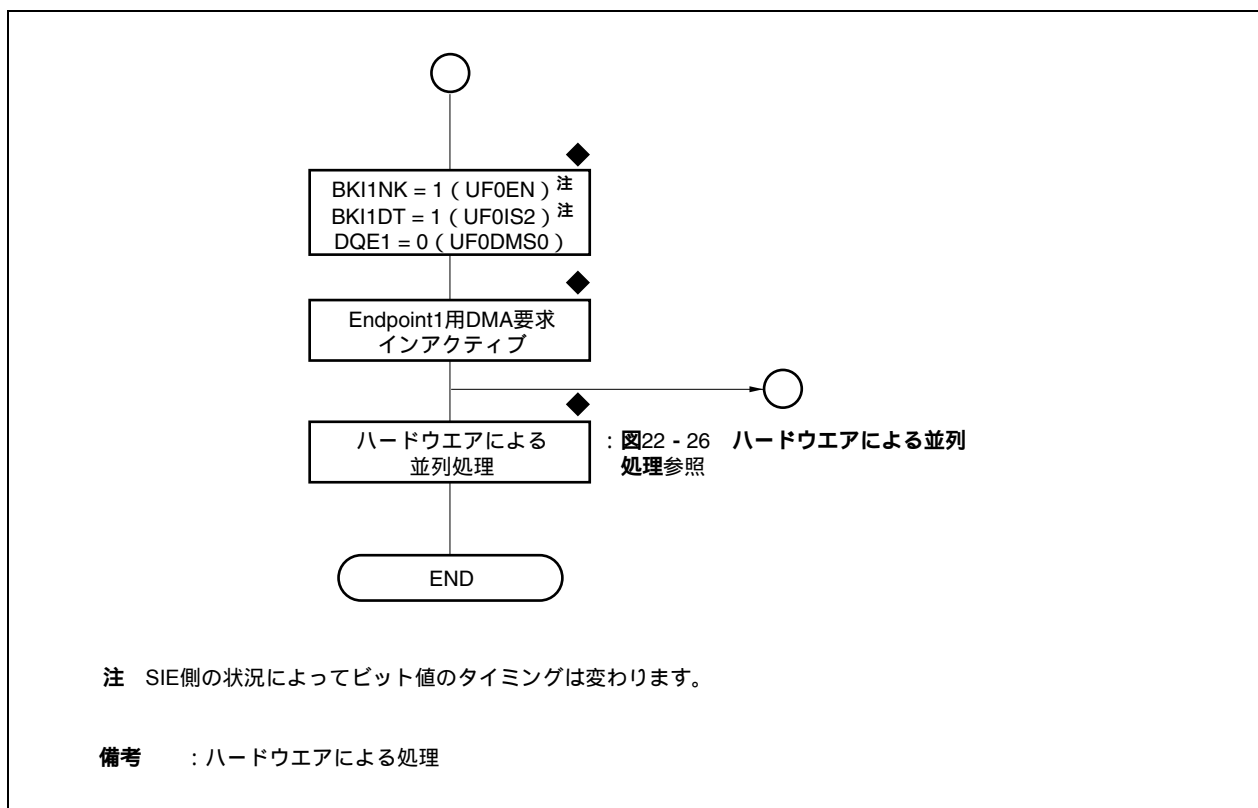 BKI1NK = 1 ( UF0EN ) 注
BKI1DT = 1 ( UF0IS2 ) 注
DQE1 = 0 ( UF0DMS0 )
Endpoint1用DMA要求
インアクティブ
ハードウエアによる
並列処理
：図22 - 26　ハードウエアによる並列
処理参照
END
注　SIE側の状況によってビット値のタイミングは変わります。
備考　　：ハードウエアによる処理